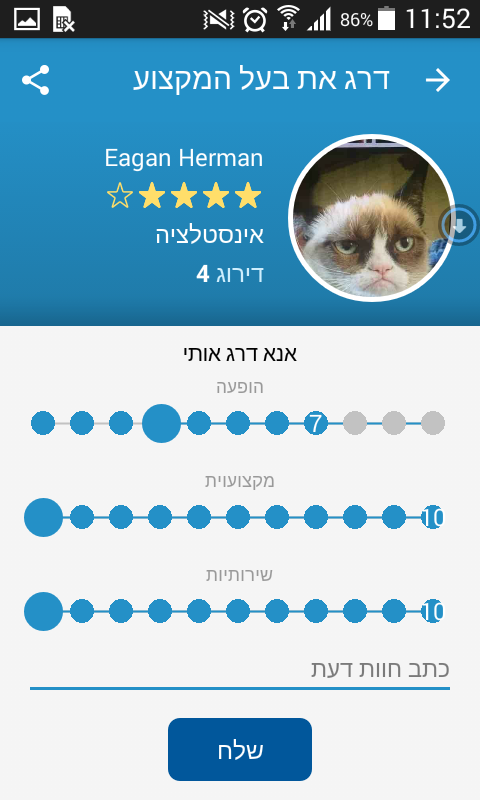 86% 11:52
דרג את בעל המקצוע
Eagan Herman
אינסטלציה
דירוג 4
אנא דרג אותי
הופעה
7
מקצועוית
10
שירותיות
10
כתב חוות דעת
שלח